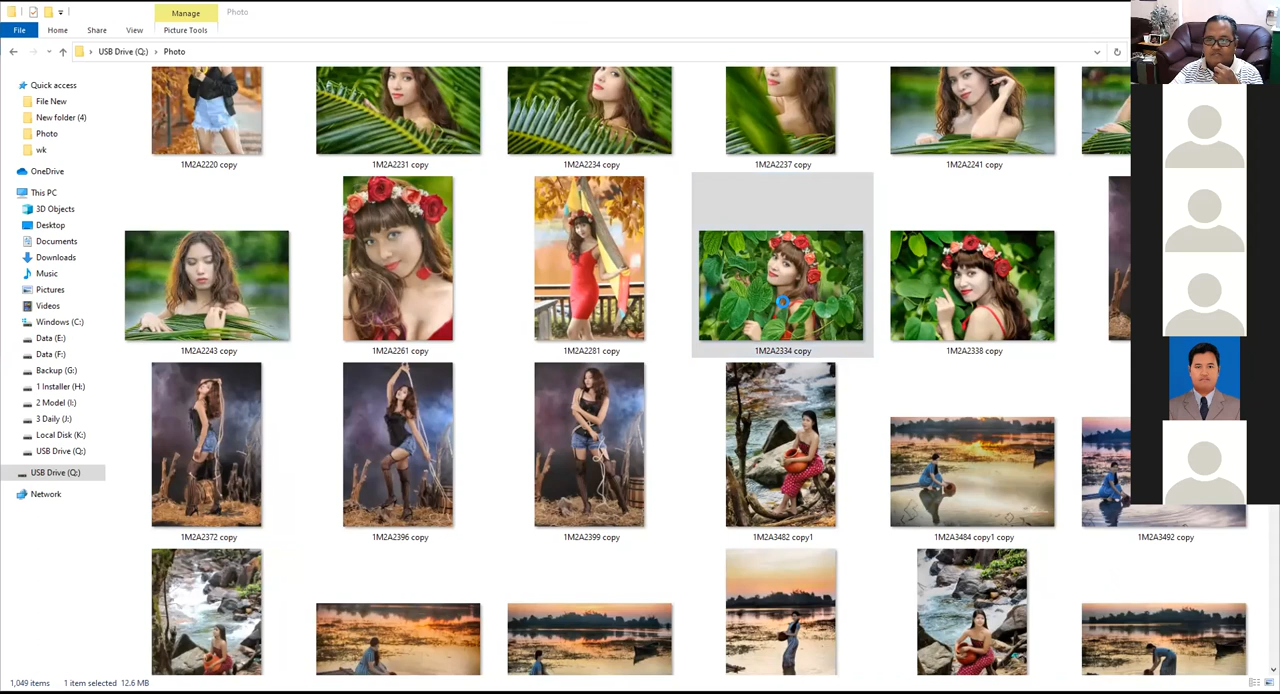 Manage
Photo
File
Home
Share
View
Picture Tools
USB Drive (Q:)
Photo
Quick access
File New
New folder (4)
Photo
wk
OneDrive
This PC
3D Objects
Desktop
Documents
Downloads
Music
Pictures
Videos
Windows (C:)
Data (E:)
Data (F:)
Backup (G:)
1 Installer (H:)
2 Model (I:)
3 Daily (J:)
Local Disk (K:)
USB Drive (Q:)
USB Drive (Q:)
Network
1M2A2220 copy
1M2A2231 copy
1M2A2234 copy
1M2A2237 copy
1M2A2241 copy
1M2A2243 copy
1M2A2261 copy
1M2A2281 copy
1M2A2334 copy
1M2A2338 copy
1M2A2372 copy
1M2A2396 copy
1M2A2399 copy
1M2A3482 copy1
1M2A3484 copy1 copy
1M2A3492 copy
1,049 items
1 item selected 12.6 MB